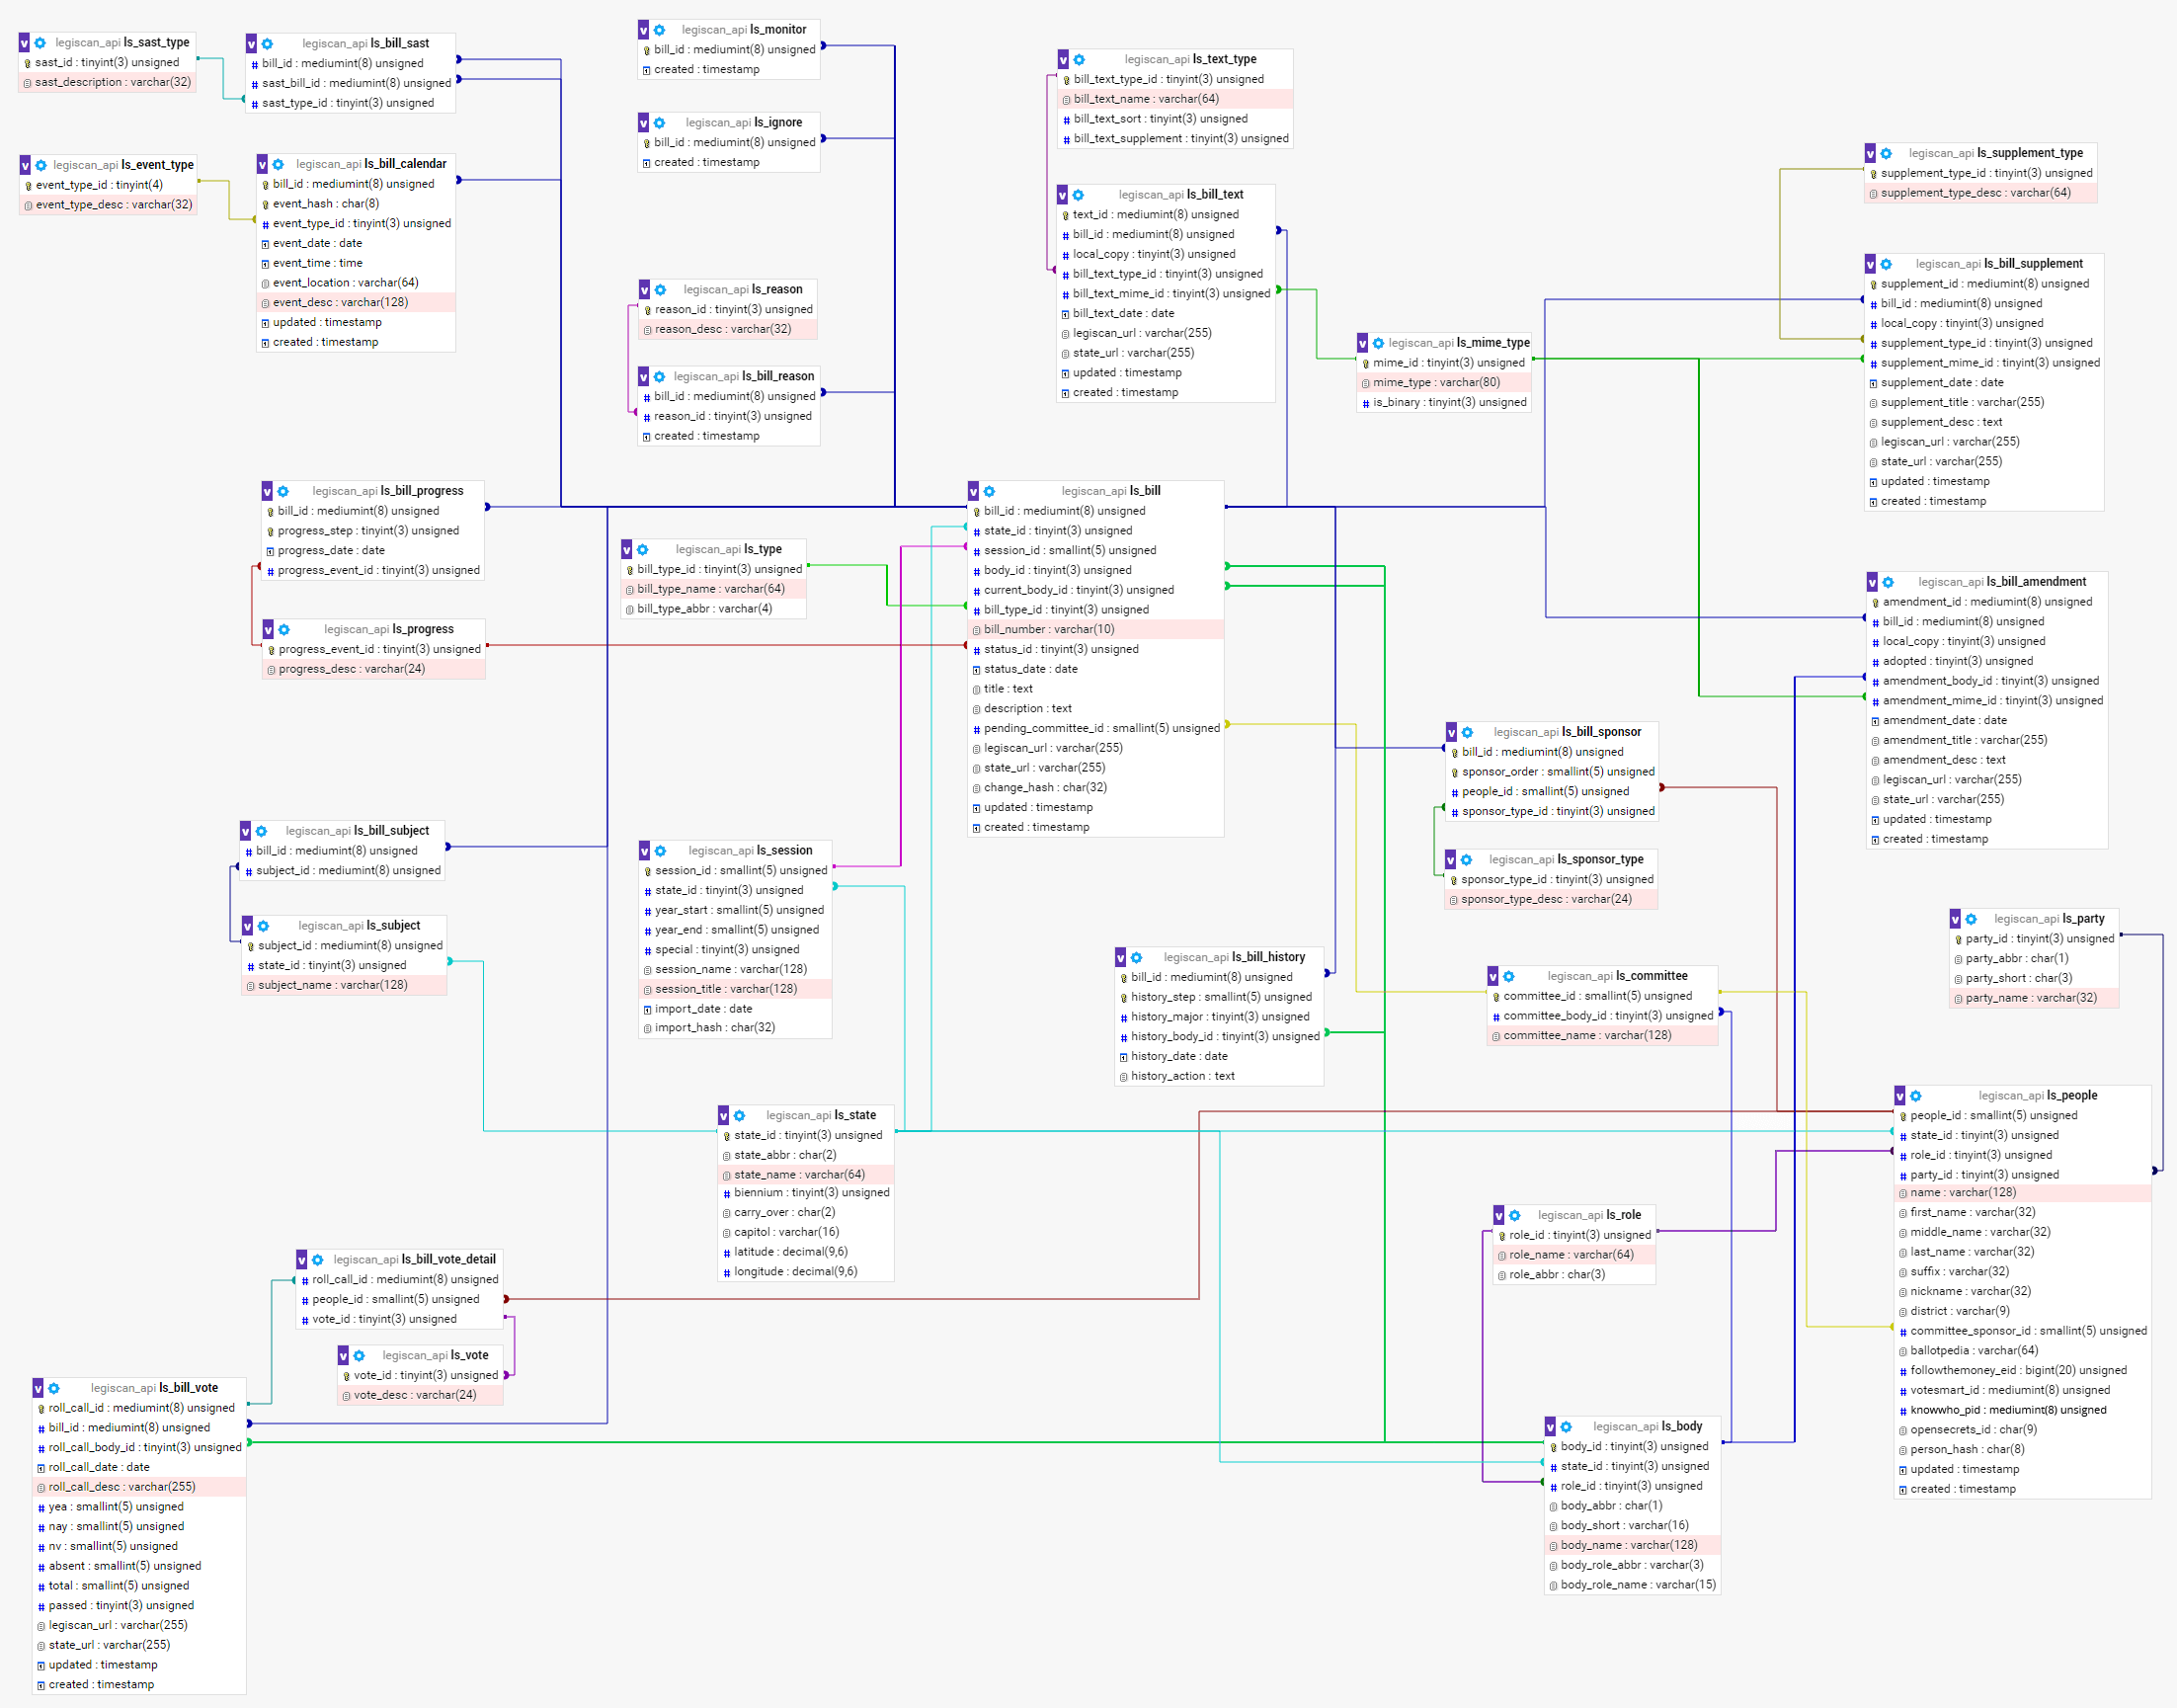 v legiscan_api ls_sast_type
sast_id : tinyint(3) unsigned
sast_description : varchar(32)
v legiscan_api ls_bill_sast
bill_id : mediumint(8) unsigned
sast_bill_id : mediumint(8) unsigned
sast_type_id : tinyint(3) unsigned
v legiscan_api ls_monitor
bill_id : mediumint(8) unsigned
created : timestamp
v legiscan_api ls_text_type
bill_text_type_id : tinyint(3) unsigned
bill_text_name : varchar(64)
bill_text_sort : tinyint(3) unsigned
bill_text_supplement : tinyint(3) unsigned
v legiscan_api ls_ignore
bill_id : mediumint(8) unsigned
created : timestamp
v legiscan_api ls_event_type
event_type_id : tinyint(4)
event_type_desc : varchar(32)
v legiscan_api ls_bill_calendar
bill_id : mediumint(8) unsigned
event_hash : char(8)
event_type_id : tinyint(3) unsigned
event_date : date
event_time : time
event_location : varchar(64)
event_desc : varchar(128)
updated : timestamp
created : timestamp
v legiscan_api ls_supplement_type
supplement_type_id : tinyint(3) unsigned
supplement_type_desc : varchar(64)
v legiscan_api ls_bill_text
text_id : mediumint(8) unsigned
bill_id : mediumint(8) unsigned
local_copy : tinyint(3) unsigned
bill_text_type_id : tinyint(3) unsigned
bill_text_mime_id : tinyint(3) unsigned
bill_text_date : date
legiscan_url : varchar(255)
state_url : varchar(255)
updated : timestamp
created : timestamp
v legiscan_api ls_bill_supplement
supplement_id : mediumint(8) unsigned
bill_id : mediumint(8) unsigned
local_copy : tinyint(3) unsigned
supplement_type_id : tinyint(3) unsigned
supplement_mime_id : tinyint(3) unsigned
supplement_date : date
supplement_title : varchar(255)
supplement_desc : text
legiscan_url : varchar(255)
state_url : varchar(255)
updated : timestamp
created : timestamp
v legiscan_api ls_reason
reason_id : tinyint(3) unsigned
reason_desc : varchar(32)
v legiscan_api ls_mime_type
mime_id : tinyint(3) unsigned
mime_type : varchar(80)
is_binary : tinyint(3) unsigned
v legiscan_api ls_bill_reason
bill_id : mediumint(8) unsigned
reason_id : tinyint(3) unsigned
created : timestamp
v legiscan_api ls_bill_progress
bill_id : mediumint(8) unsigned
progress_step : tinyint(3) unsigned
progress_date : date
progress_event_id : tinyint(3) unsigned
v legiscan_api ls_bill
bill_id : mediumint(8) unsigned
state_id : tinyint(3) unsigned
session_id : smallint(5) unsigned
body_id : tinyint(3) unsigned
current_body_id : tinyint(3) unsigned
bill_type_id : tinyint(3) unsigned
bill_number : varchar(10)
status_id : tinyint(3) unsigned
status_date : date
title : text
description : text
pending_committee_id : smallint(5) unsigned
legiscan_url : varchar(255)
state_url : varchar(255)
change_hash : char(32)
updated : timestamp
created : timestamp
v legiscan_api ls_type
bill_type_id : tinyint(3) unsigned
bill_type_name : varchar(64)
bill_type_abbr : varchar(4)
v legiscan_api ls_bill_amendment
amendment_id : mediumint(8) unsigned
bill_id : mediumint(8) unsigned
local_copy : tinyint(3) unsigned
adopted : tinyint(3) unsigned
amendment_body_id : tinyint(3) unsigned
amendment_mime_id : tinyint(3) unsigned
amendment_date : date
amendment_title : varchar(255)
amendment_desc : text
legiscan_url : varchar(255)
state_url : varchar(255)
updated : timestamp
created : timestamp
v legiscan_api ls_progress
progress_event_id : tinyint(3) unsigned
progress_desc : varchar(24)
v legiscan_api ls_bill_sponsor
bill_id : mediumint(8) unsigned
sponsor_order : smallint(5) unsigned
people_id : smallint(5) unsigned
sponsor_type_id : tinyint(3) unsigned
v legiscan_api ls_bill_subject
bill_id : mediumint(8) unsigned
subject_id : mediumint(8) unsigned
v legiscan_api ls_session
session_id : smallint(5) unsigned
state_id : tinyint(3) unsigned
year_start : smallint(5) unsigned
year_end : smallint(5) unsigned
special : tinyint(3) unsigned
session_name : varchar(128)
session_title : varchar(128)
import_date : date
import_hash : char(32)
v legiscan_api ls_sponsor_type
sponsor_type_id : tinyint(3) unsigned
sponsor_type_desc : varchar(24)
v legiscan_api ls_subject
subject_id : mediumint(8) unsigned
state_id : tinyint(3) unsigned
subject_name : varchar(128)
v legiscan_api ls_party
party_id : tinyint(3) unsigned
party_abbr : char(1)
party_short : char(3)
party_name : varchar(32)
v legiscan_api ls_bill_history
bill_id : mediumint(8) unsigned
history_step : smallint(5) unsigned
history_major : tinyint(3) unsigned
history_body_id : tinyint(3) unsigned
history_date : date
history_action : text
v legiscan_api ls_committee
committee_id : smallint(5) unsigned
committee_body_id : tinyint(3) unsigned
committee_name : varchar(128)
v legiscan_api ls_people
people_id : smallint(5) unsigned
state_id : tinyint(3) unsigned
role_id : tinyint(3) unsigned
party_id : tinyint(3) unsigned
name : varchar(128)
first_name : varchar(32)
middle_name : varchar(32)
last_name : varchar(32)
suffix : varchar(32)
nickname : varchar(32)
district : varchar(9)
committee_sponsor_id : smallint(5) unsigned
ballotpedia : varchar(64)
followthemoney_eid : bigint(20) unsigned
votesmart_id : mediumint(8) unsigned
knowwho_pid : mediumint(8) unsigned
opensecrets_id : char(9)
person_hash : char(8)
updated : timestamp
created : timestamp
v legiscan_api ls_state
state_id : tinyint(3) unsigned
state_abbr : char(2)
state_name : varchar(64)
biennium : tinyint(3) unsigned
carry_over : char(2)
capitol : varchar(16)
latitude : decimal(9,6)
longitude : decimal(9,6)
v legiscan_api ls_role
role_id : tinyint(3) unsigned
role_name : varchar(64)
role_abbr : char(3)
v legiscan_api ls_bill_vote_detail
roll_call_id : mediumint(8) unsigned
people_id : smallint(5) unsigned
vote_id : tinyint(3) unsigned
v legiscan_api ls_vote
vote_id : tinyint(3) unsigned
vote_desc : varchar(24)
v legiscan_api ls_bill_vote
roll_call_id : mediumint(8) unsigned
bill_id : mediumint(8) unsigned
roll_call_body_id : tinyint(3) unsigned
roll_call_date : date
roll_call_desc : varchar(255)
yea : smallint(5) unsigned
nay : smallint(5) unsigned
nv : smallint(5) unsigned
absent : smallint(5) unsigned
total : smallint(5) unsigned
passed : tinyint(3) unsigned
legiscan_url : varchar(255)
state_url : varchar(255)
updated : timestamp
created : timestamp
v legiscan_api ls_body
body_id : tinyint(3) unsigned
state_id : tinyint(3) unsigned
role_id : tinyint(3) unsigned
body_abbr : char(1)
body_short : varchar(16)
body_name : varchar(128)
body_role_abbr : varchar(3)
body_role_name : varchar(15)